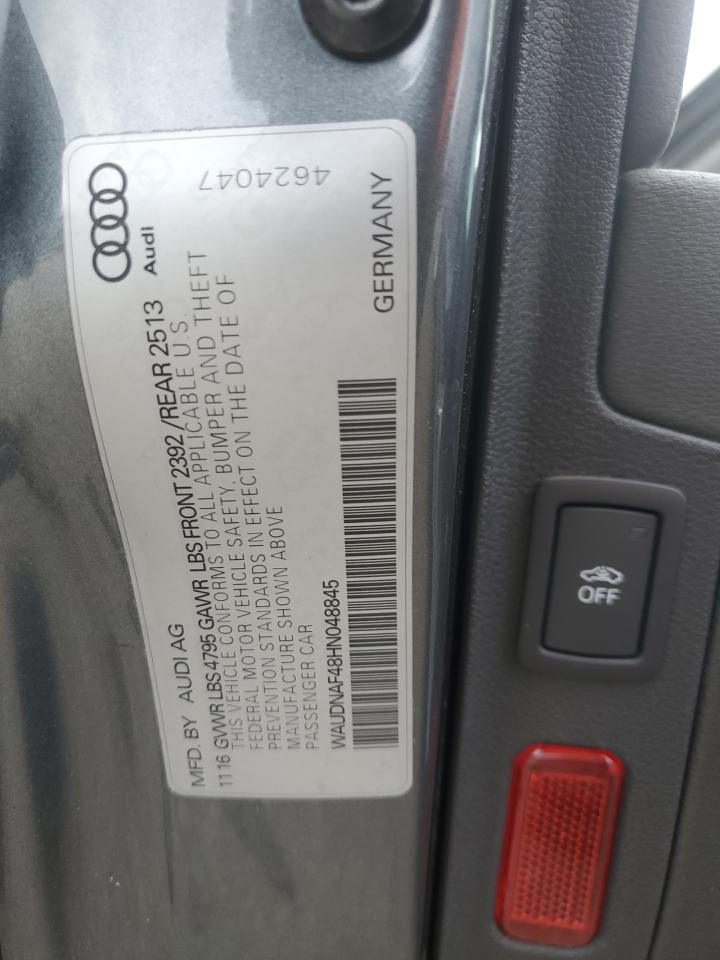 Audi
4624047
MFD. BY AUDI AG
11 16 GVWR LBS 4795 GAWR LBS FRONT 2392 / REAR 2513
THIS VEHICLE CONFORMS TO ALL APPLICABLE U.S.
FEDERAL MOTOR VEHICLE SAFETY, BUMPER AND THEFT
PREVENTION STANDARDS IN EFFECT ON THE DATE OF
MANUFACTURE SHOWN ABOVE
PASSENGER CAR
WAUDNAF48HN048845
GERMANY
OFF